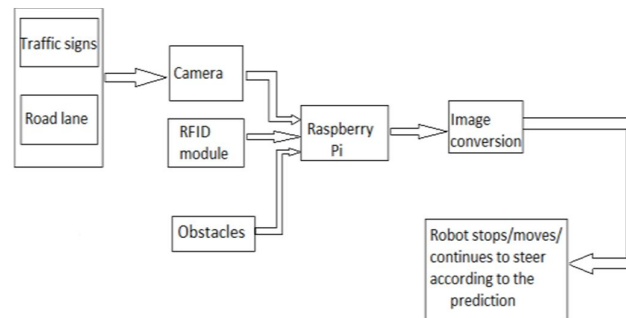 Traffic signs
Road lane
Camera
RFID
module
Obstacles
Raspberry
Pi
Image
conversion
Robot stops/moves/
continues to steer
according to the
prediction